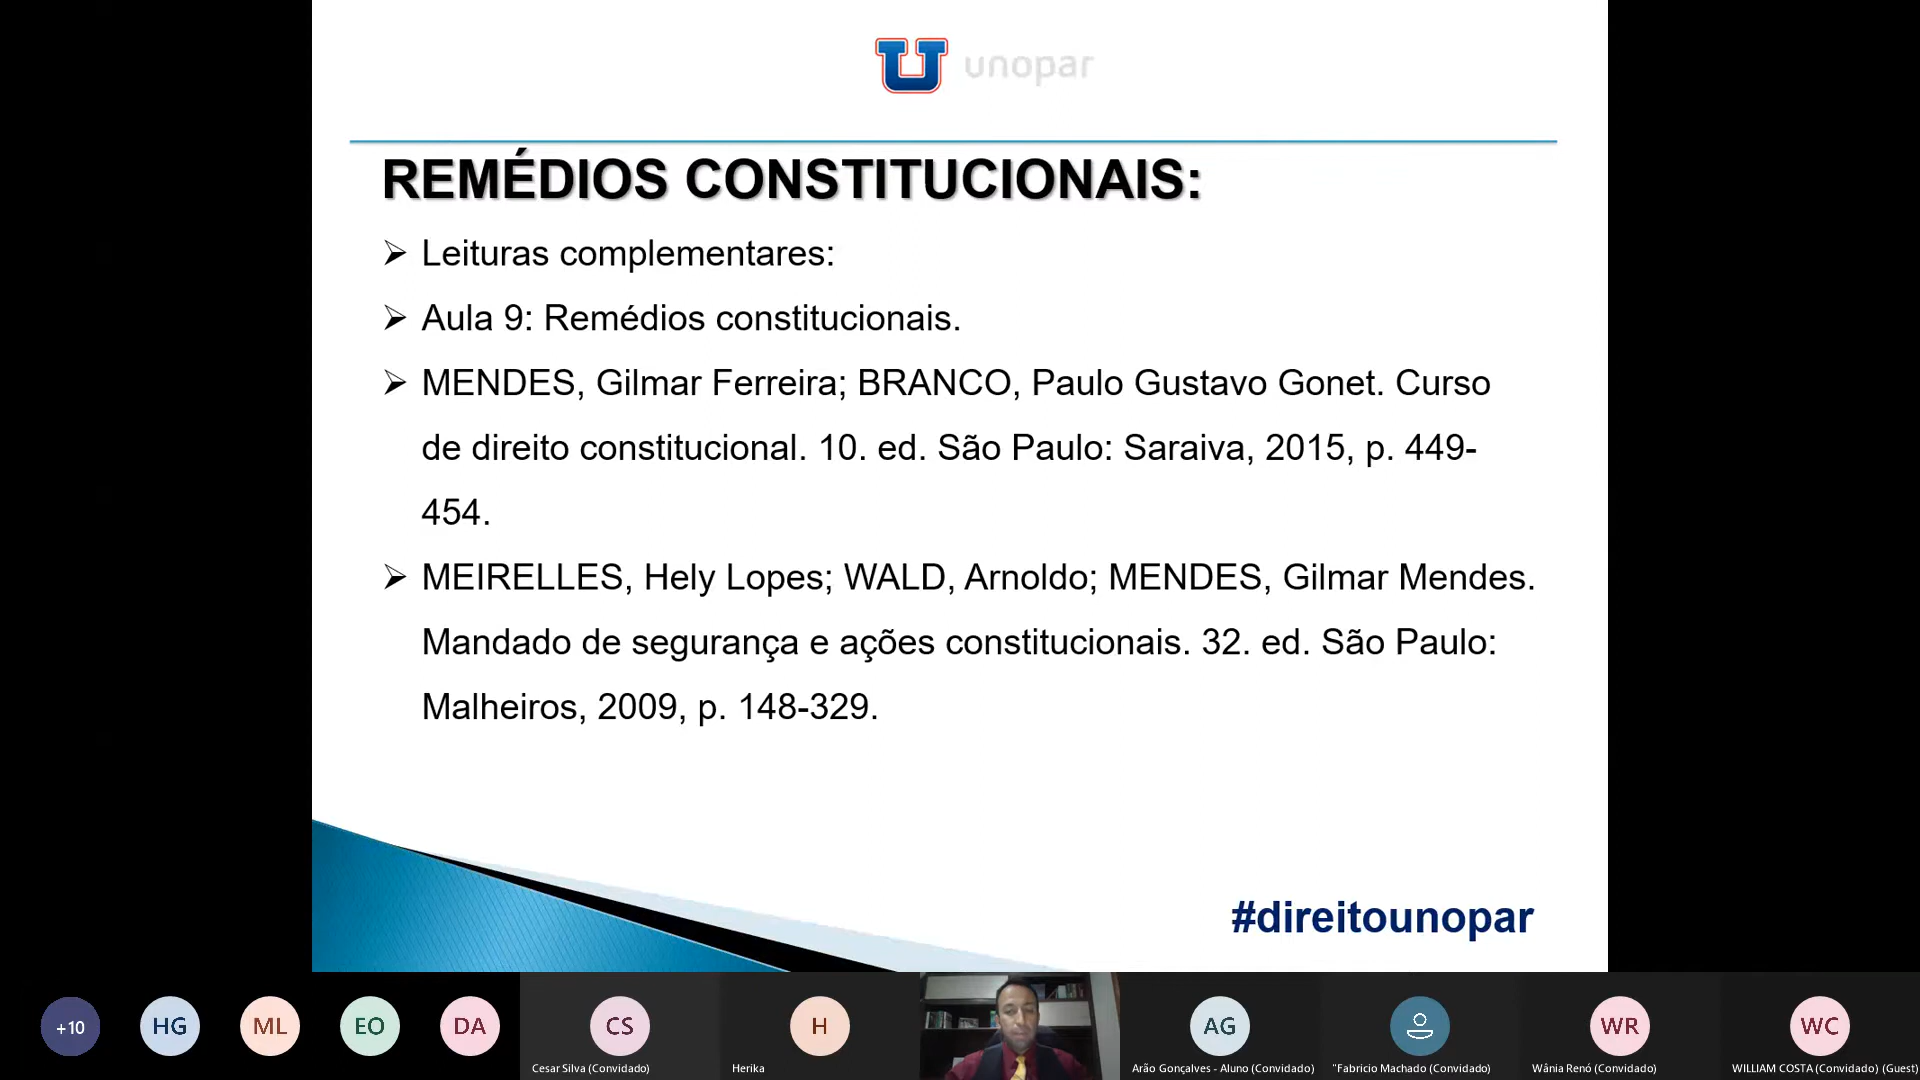 unopar
REMÉDIOS CONSTITUCIONAIS:
Leituras complementares:
Aula 9: Remédios constitucionais.
MENDES, Gilmar Ferreira; BRANCO, Paulo Gustavo Gonet. Curso
de direito constitucional. 10. ed. São Paulo: Saraiva, 2015, p. 449-
454.
MEIRELLES, Hely Lopes; WALD, Arnoldo; MENDES, Gilmar Mendes.
Mandado de segurança e ações constitucionais. 32. ed. São Paulo:
Malheiros, 2009, p. 148-329.
#direitounopar
+10
HG
ML
EO
DA
CS
H
AG
WR
WC
Cesar Silva (Convidado)
Herika
Arão Gonçalves - Aluno (Convidado)
"Fabricio Machado (Convidado)
Wânia Renó (Convidado)
WILLIAM COSTA (Convidado) (Guest)